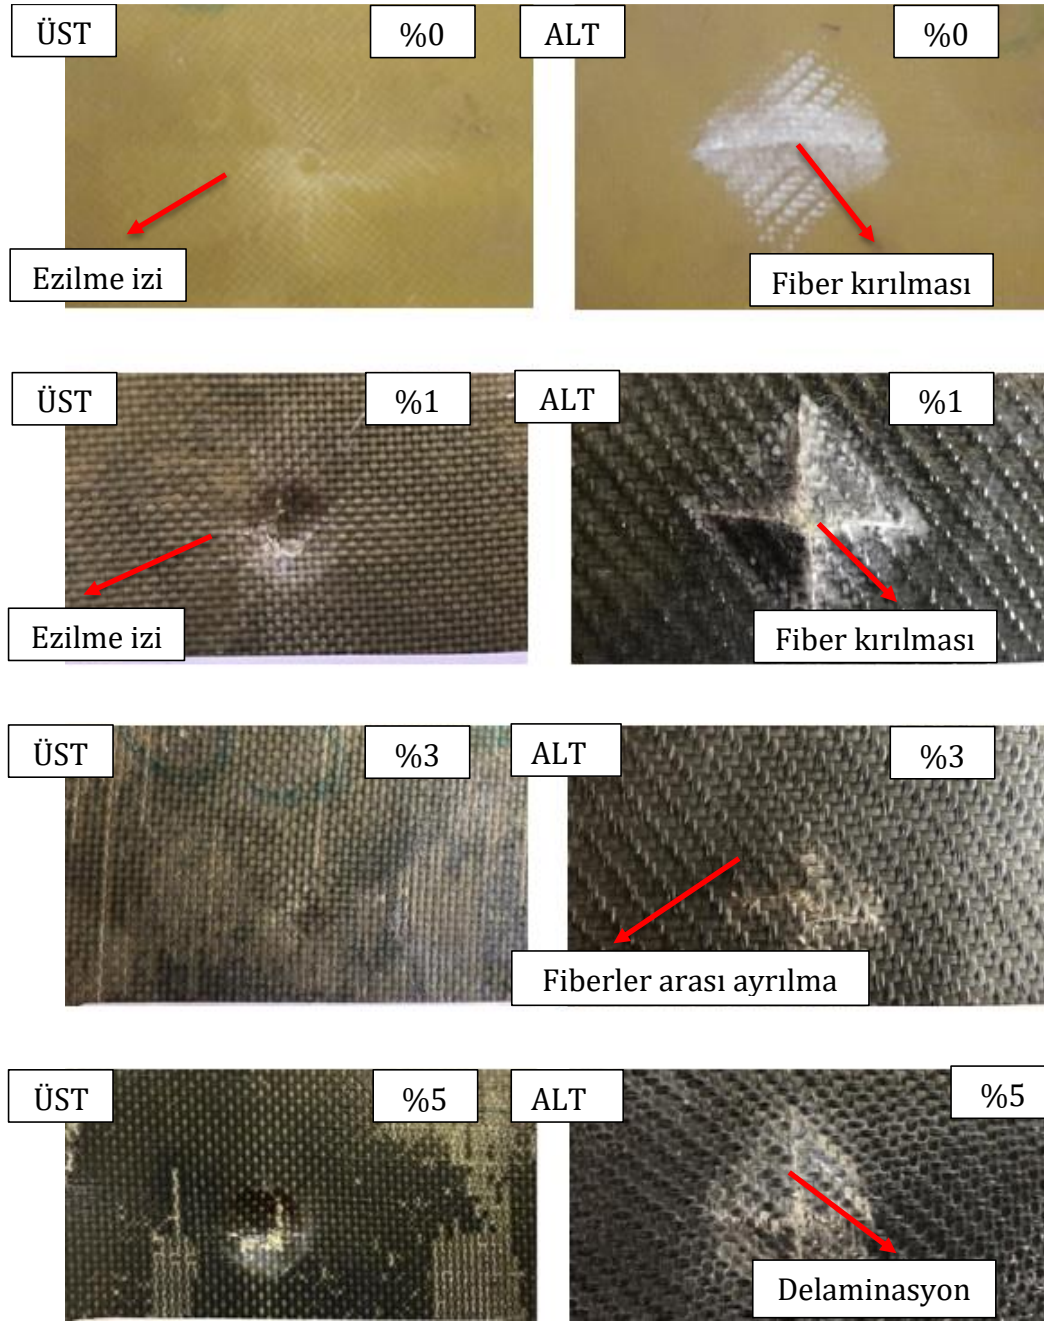 ÜST %0 ALT %0
Ezilme izi Fiber kırılması
ÜST %1 ALT %1
Ezilme izi Fiber kırılması
ÜST %3 ALT %3
Fiberler arası ayrılma
ÜST %5 ALT %5
Delaminasyon